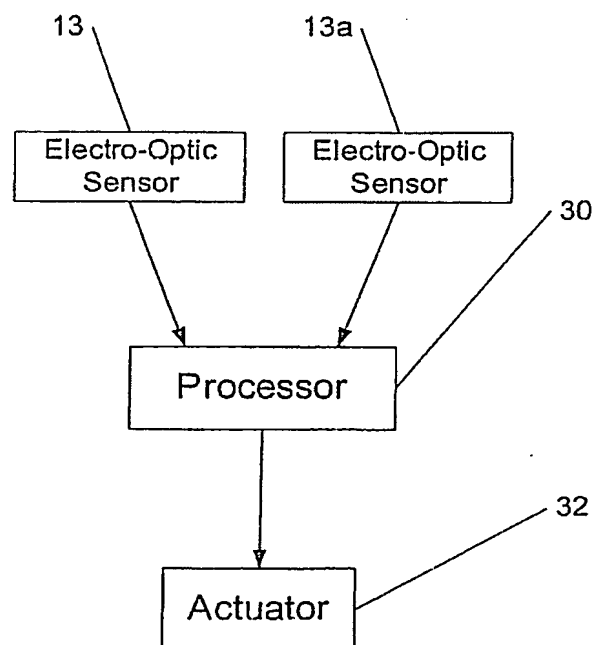 13
13a
Electro-Optic
Sensor
Electro-Optic
Sensor
30
Processor
32
Actuator